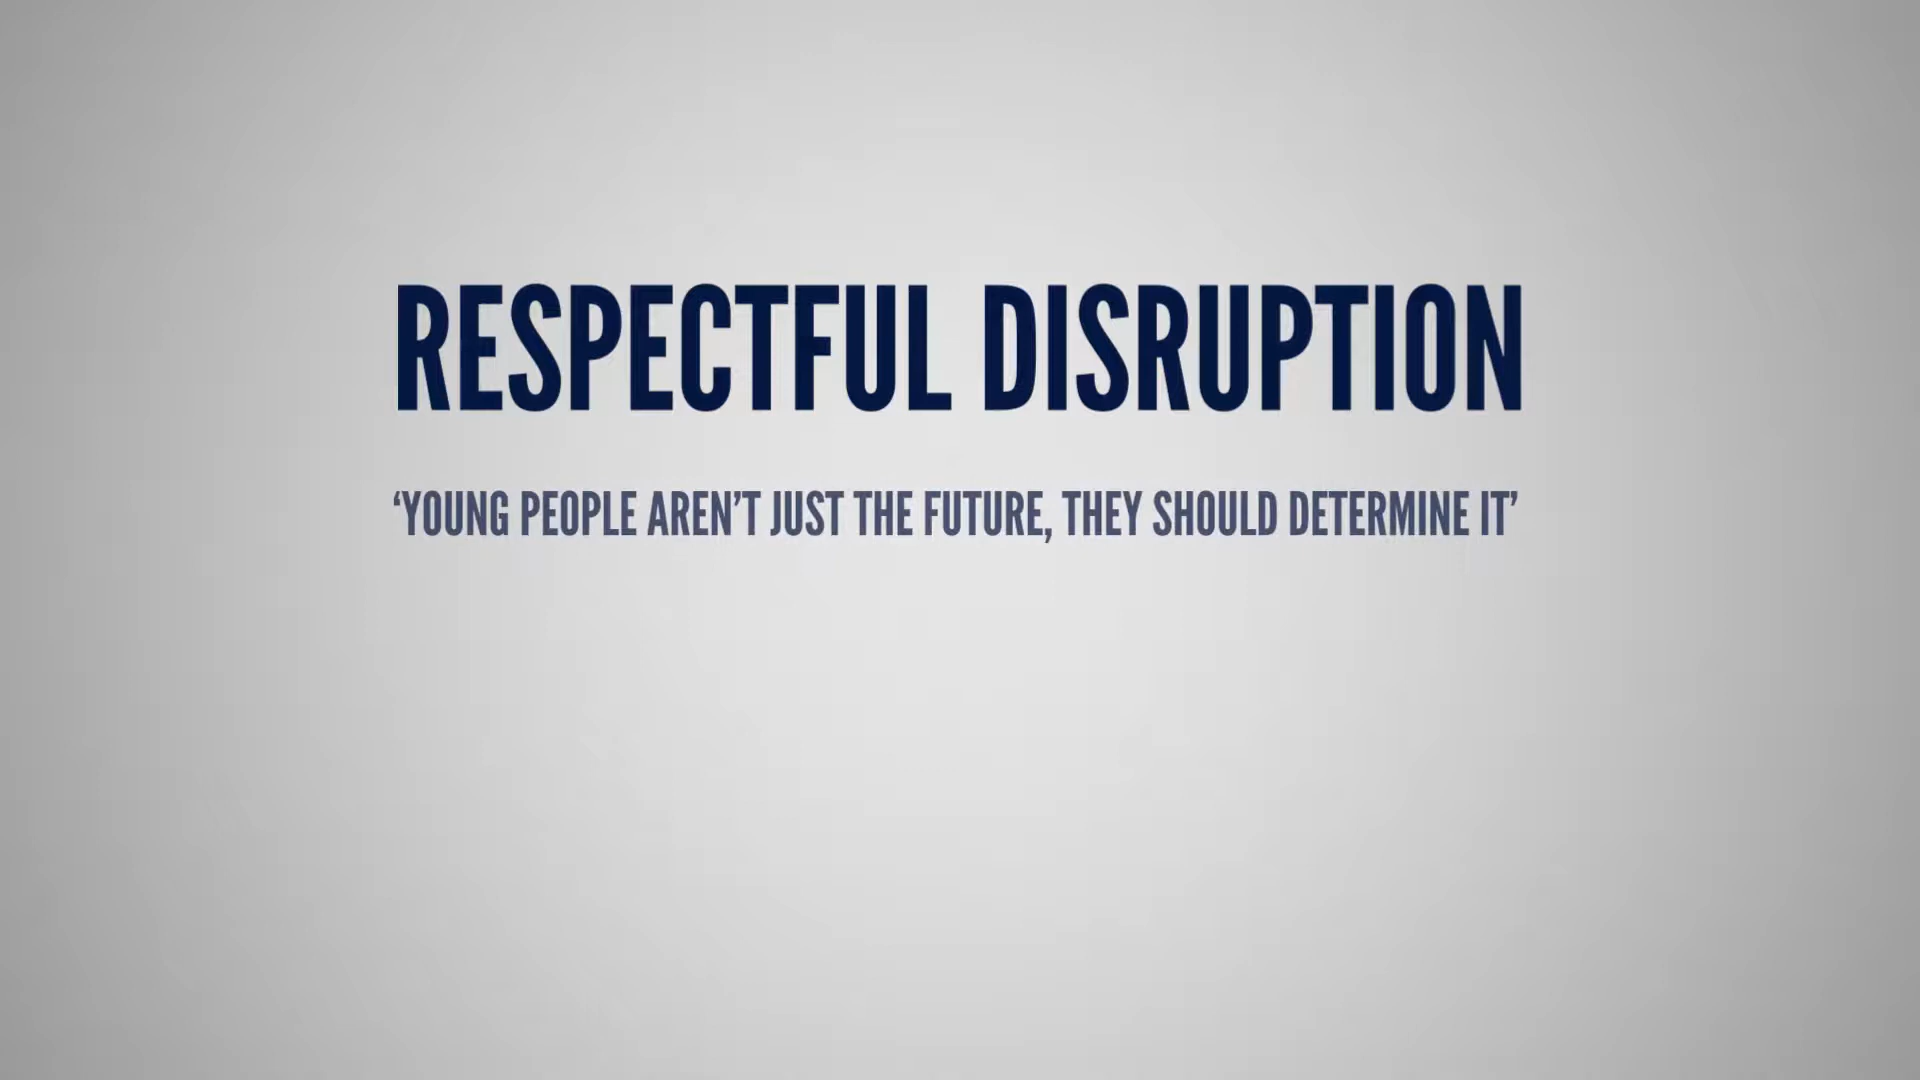 RESPECTFUL DISRUPTION
‘YOUNG PEOPLE AREN’T JUST THE FUTURE, THEY SHOULD DETERMINE IT’